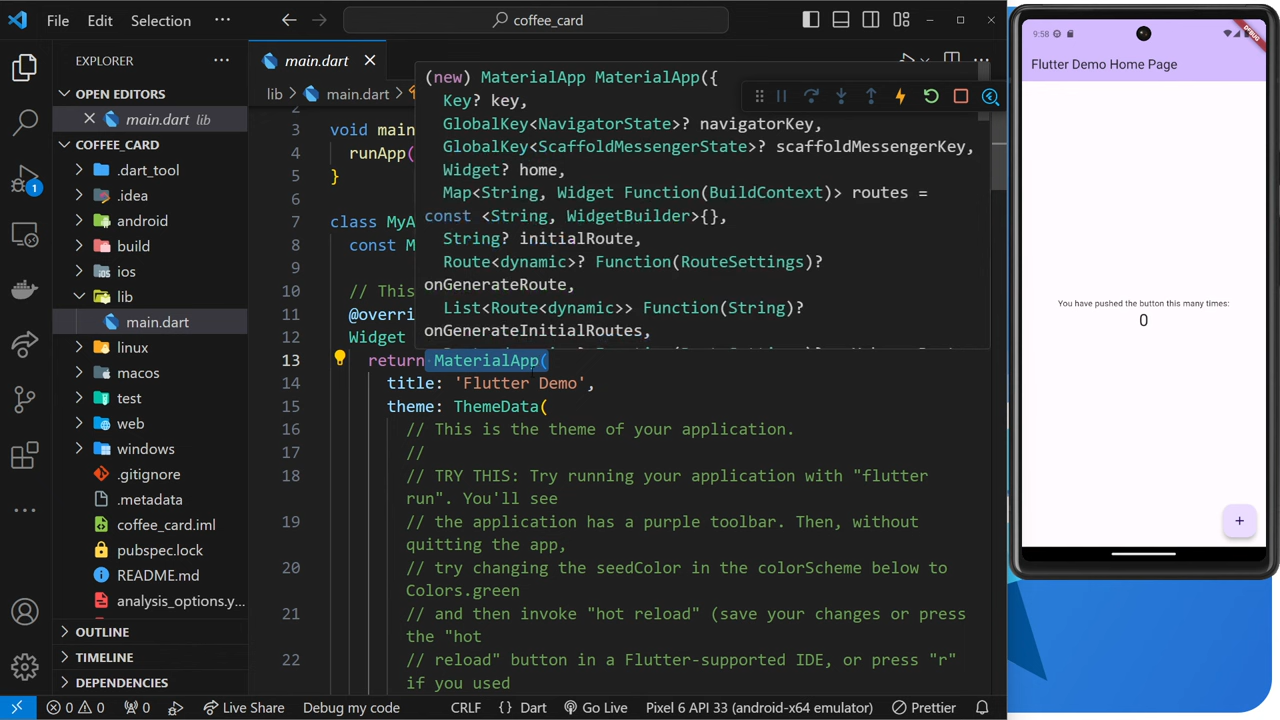 File
Edit
Selection
...
coffee_card
EXPLORER
...
OPEN EDITORS
main.dart lib
COFFEE_CARD
.dart_tool
.idea
android
build
ios
lib
main.dart
linux
macos
test
web
windows
.gitignore
.metadata
coffee_card.iml
pubspec.lock
README.md
analysis_options.y...
OUTLINE
TIMELINE
DEPENDENCIES
1
main.dart
lib > main.dart >
(new) MaterialApp MaterialApp({
Key? key,
GlobalKey<NavigatorState>? navigatorKey,
GlobalKey<ScaffoldMessengerState>? scaffoldMessengerKey,
Widget? home,
Map<String, Widget Function(BuildContext)> routes =
const <String, WidgetBuilder>{},
String? initialRoute,
Route<dynamic>? Function(RouteSettings)?
onGenerateRoute,
List<Route<dynamic>> Function(String)?
onGenerateInitialRoutes,
2
3 void main
4 runApp(
5 }
6
7 class MyA
8 const M
9
10 // This
11 @overri
12 Widget
13 return MaterialApp(
14 title: 'Flutter Demo',
15 theme: ThemeData(
16 // This is the theme of your application.
17 //
18 // TRY THIS: Try running your application with "flutter
run". You'll see
19 // the application has a purple toolbar. Then, without
quitting the app,
20 // try changing the seedColor in the colorScheme below to
Colors.green
21 // and then invoke "hot reload" (save your changes or press
the "hot
22 // reload" button in a Flutter-supported IDE, or press "r"
if you used
0 0 0 Live Share Debug my code CRLF {} Dart Go Live Pixel 6 API 33 (android-x64 emulator) Prettier
9:58
DEBUG
Flutter Demo Home Page
You have pushed the button this many times:
0
+